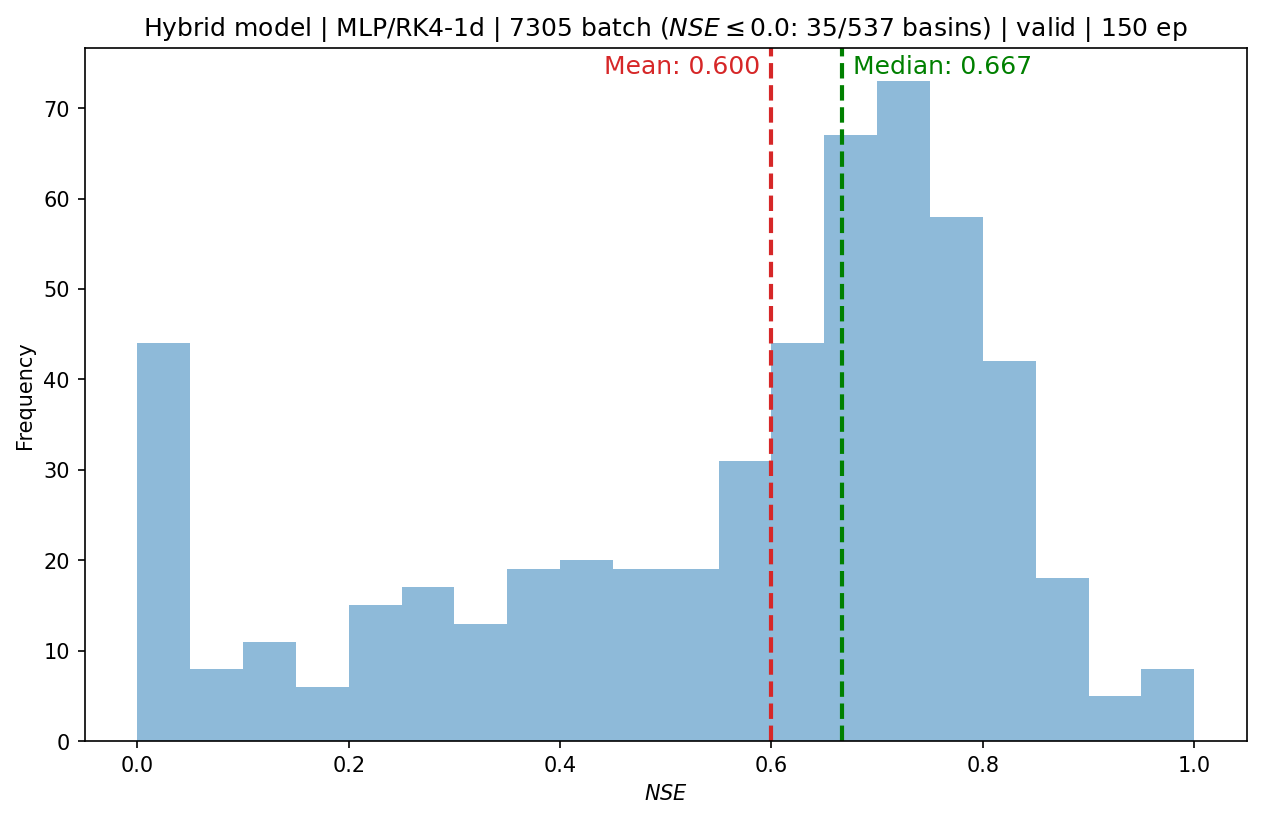 Hybrid model | MLP/RK4-1d | 7305 batch (NSE ≤ 0.0: 35/537 basins) | valid | 150 ep
Mean: 0.600
Median: 0.667
70
60
50
40
30
20
10
0
Frequency
0.0 0.2 0.4 0.6 0.8 1.0
NSE